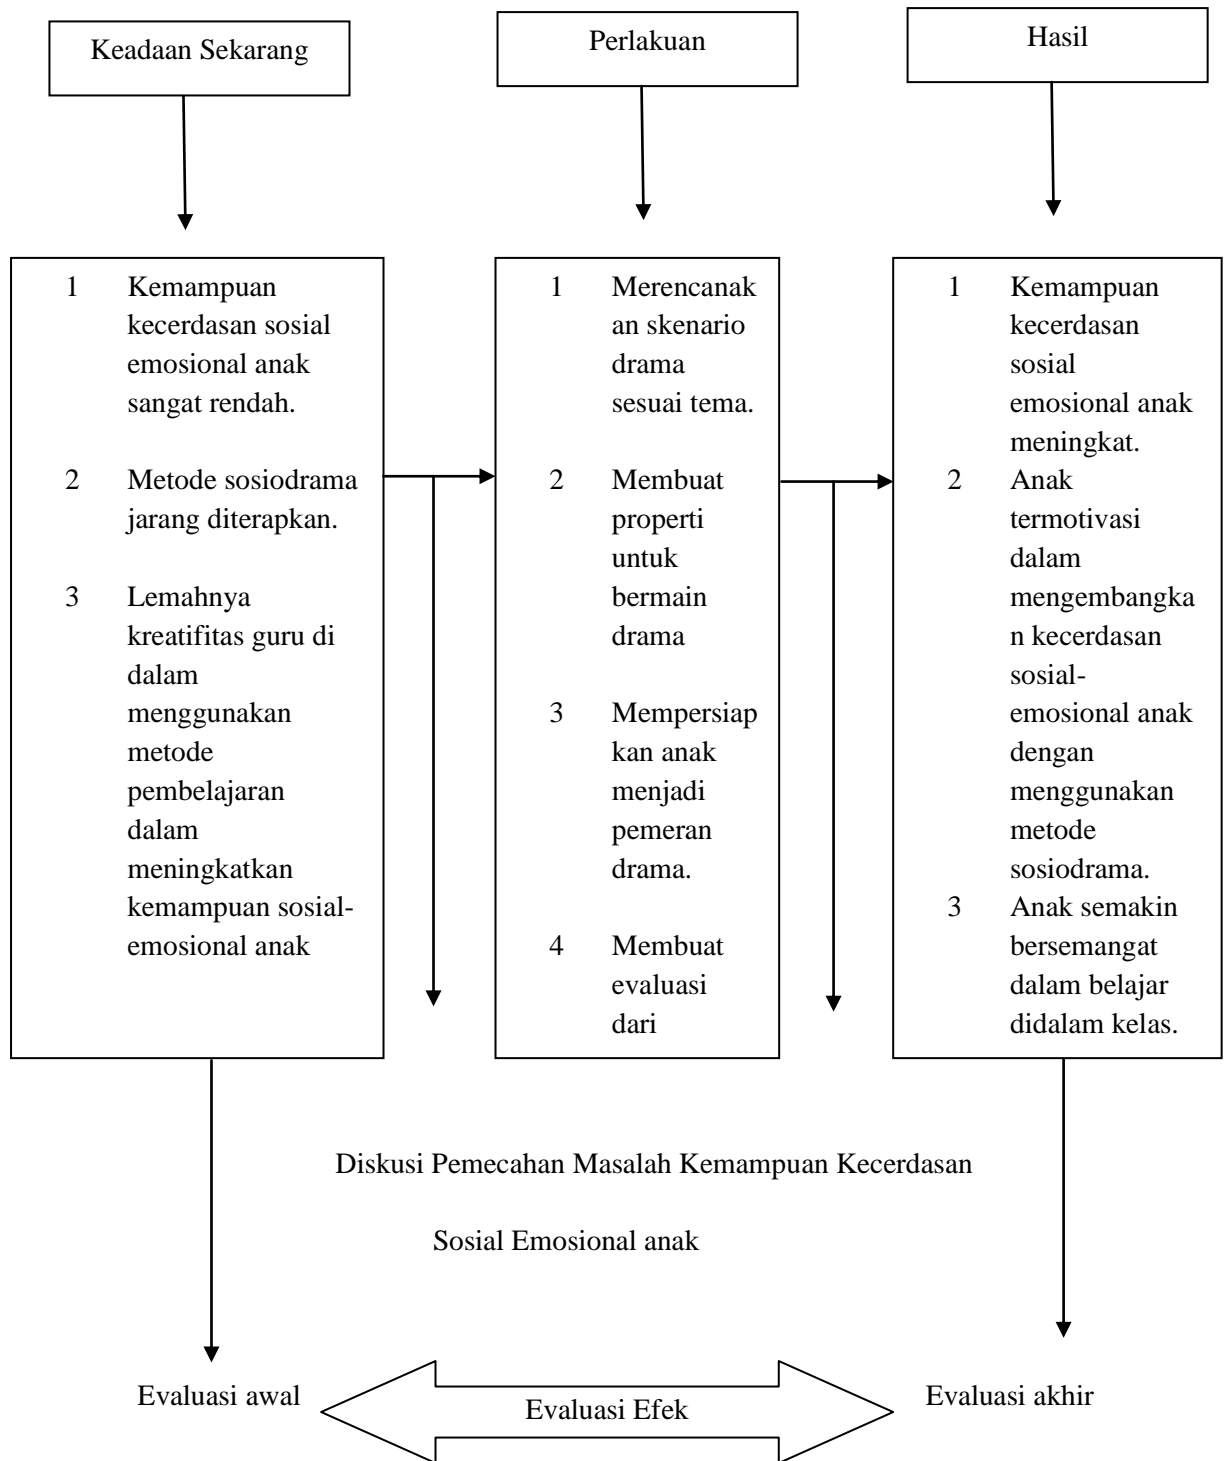 Keadaan Sekarang
Perlakuan
Hasil
1 Kemampuan
kecerdasan sosial
emosional anak
sangat rendah.
2 Metode sosiodrama
jarang diterapkan.
3 Lemahnya
kreatifitas guru di
dalam
menggunakan
metode
pembelajaran
dalam
meningkatkan
kemampuan sosial-
emosional anak
1 Merencanak
an skenario
drama
sesuai tema.
2 Membuat
properti
untuk
bermain
drama
3 Mempersiap
kan anak
menjadi
pemeran
drama.
4 Membuat
evaluasi
dari
1 Kemampuan
kecerdasan
sosial
emosional anak
meningkat.
2 Anak
termotivasi
dalam
mengembangka
n kecerdasan
sosial-
emosional anak
dengan
menggunakan
metode
sosiodrama.
3 Anak semakin
bersemangat
dalam belajar
didalam kelas.
Diskusi Pemecahan Masalah Kemampuan Kecerdasan
Sosial Emosional anak
Evaluasi awal
Evaluasi Efek
Evaluasi akhir